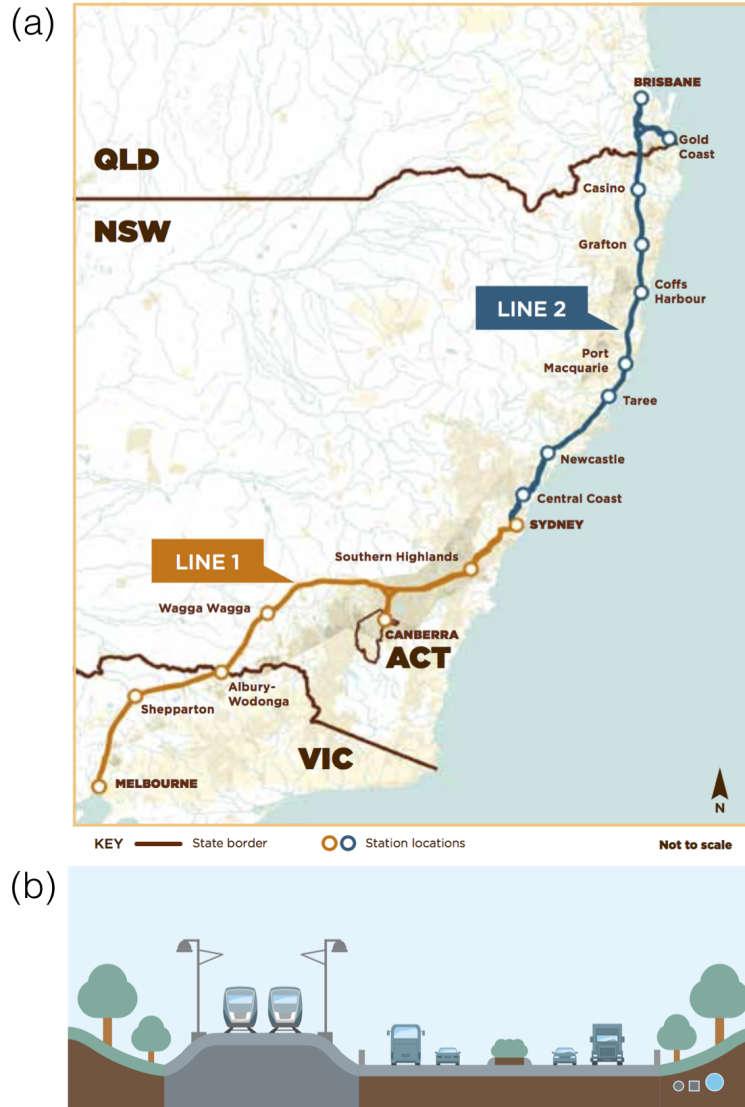 (a)
BRISBANE
Gold
Coast
QLD
Casino
NSW
Grafton
Coffs
Harbour
LINE 2
Port
Macquarie
Taree
Newcastle
Central Coast
SYDNEY
Southern Highlands
LINE 1
Wagga Wagga
CANBERRA
ACT
Albury-
Wodonga
Shepparton
VIC
MELBOURNE
N
KEY State border Station locations Not to scale
(b)